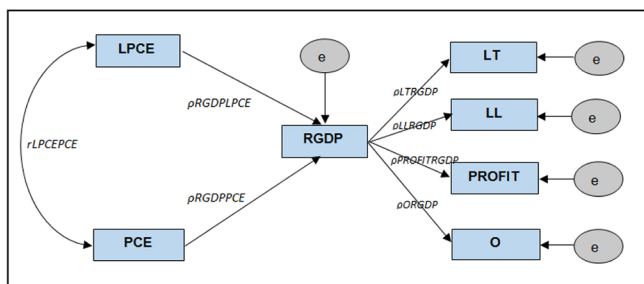 LPCE
e
LT
e
ρLTRGDP
ρRGDPLPCE
LL
e
ρLLRGDP
rLPCEPCE
RGDP
ρPROFITRGDP
PROFIT
e
ρRGDPPCE
ρORGDP
PCE
O
e